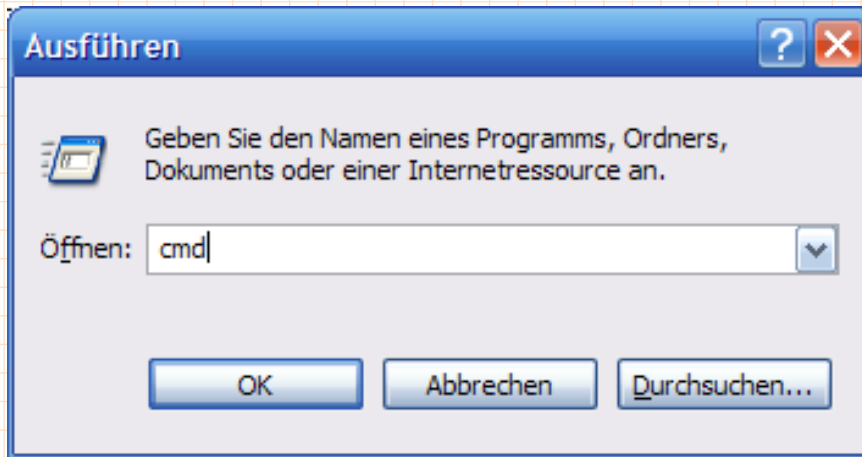 Ausführen
Geben Sie den Namen eines Programms, Ordners,
Dokuments oder einer Internetressource an.
Öffnen: cmd
OK Abbrechen Durchsuchen...